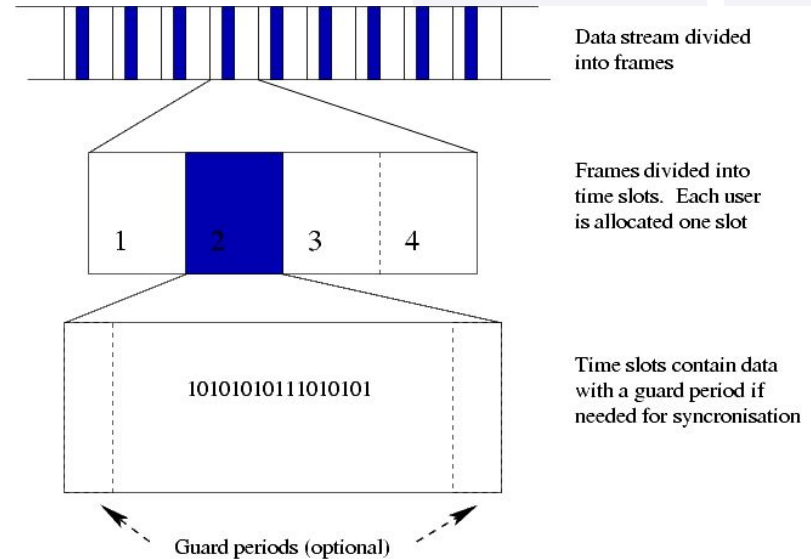 Data stream divided
into frames
Frames divided into
time slots. Each user
is allocated one slot
1 2 3 4
Time slots contain data
with a guard period if
needed for syncronisation
10101010111010101
Guard periods (optional)